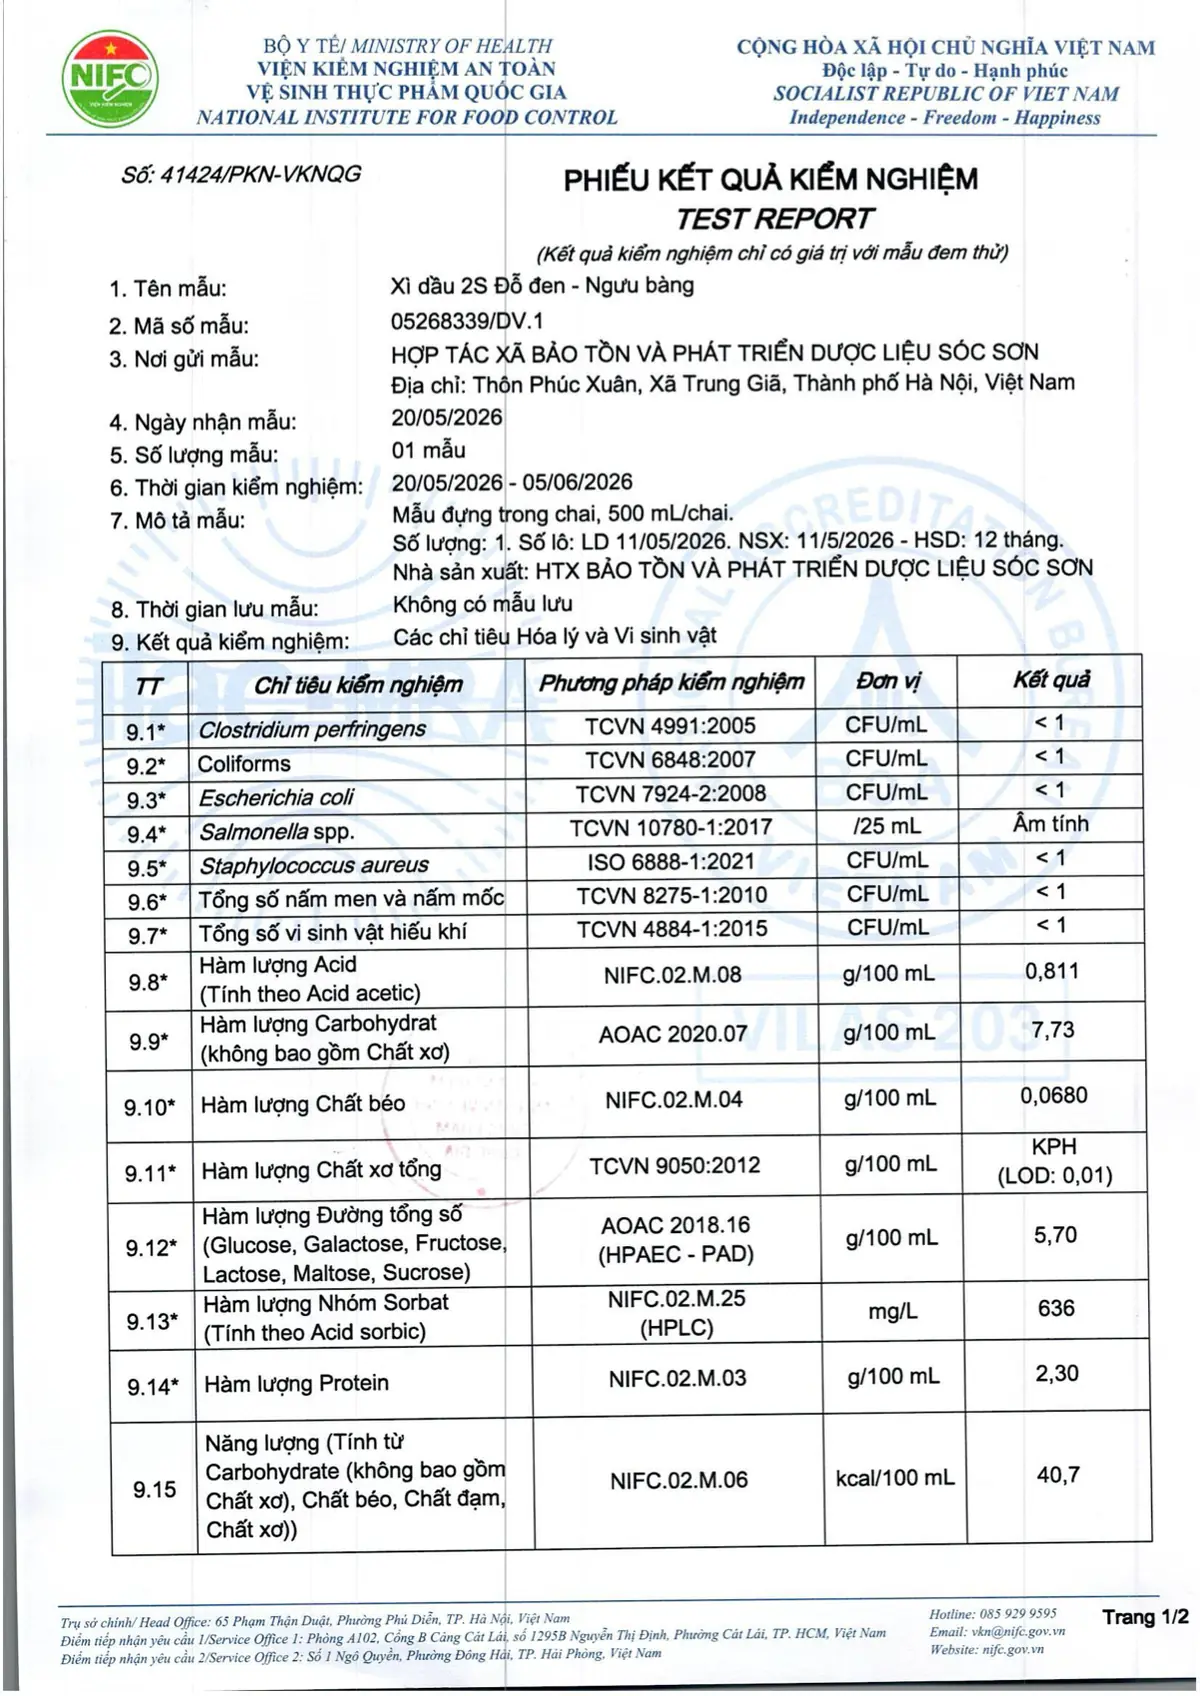 NIFC
VIỆN KIỂM NGHIỆM
BỘ Y TẾ/ MINISTRY OF HEALTH
VIỆN KIỂM NGHIỆM AN TOÀN
VỆ SINH THỰC PHẨM QUỐC GIA
NATIONAL INSTITUTE FOR FOOD CONTROL
CỘNG HÒA XÃ HỘI CHỦ NGHĨA VIỆT NAM
Độc lập - Tự do - Hạnh phúc
SOCIALIST REPUBLIC OF VIET NAM
Independence - Freedom - Happiness
Số: 41424/PKN-VKNQG
PHIẾU KẾT QUẢ KIỂM NGHIỆM
TEST REPORT
(Kết quả kiểm nghiệm chỉ có giá trị với mẫu đem thử)
1. Tên mẫu: Xì dầu 2S Đỗ đen - Ngưu bàng
2. Mã số mẫu: 05268339/DV.1
3. Nơi gửi mẫu: HỢP TÁC XÃ BẢO TỒN VÀ PHÁT TRIỂN DƯỢC LIỆU SÓC SƠN
Địa chỉ: Thôn Phúc Xuân, Xã Trung Giã, Thành phố Hà Nội, Việt Nam
4. Ngày nhận mẫu: 20/05/2026
5. Số lượng mẫu: 01 mẫu
6. Thời gian kiểm nghiệm: 20/05/2026 - 05/06/2026
7. Mô tả mẫu: Mẫu đựng trong chai, 500 mL/chai.
Số lượng: 1. Số lô: LD 11/05/2026. NSX: 11/5/2026 - HSD: 12 tháng.
Nhà sản xuất: HTX BẢO TỒN VÀ PHÁT TRIỂN DƯỢC LIỆU SÓC SƠN
8. Thời gian lưu mẫu: Không có mẫu lưu
9. Kết quả kiểm nghiệm: Các chỉ tiêu Hóa lý và Vi sinh vật
TT Chỉ tiêu kiểm nghiệm Phương pháp kiểm nghiệm Đơn vị Kết quả
9.1* Clostridium perfringens TCVN 4991:2005 CFU/mL < 1
9.2* Coliforms TCVN 6848:2007 CFU/mL < 1
9.3* Escherichia coli TCVN 7924-2:2008 CFU/mL < 1
9.4* Salmonella spp. TCVN 10780-1:2017 /25 mL Âm tính
9.5* Staphylococcus aureus ISO 6888-1:2021 CFU/mL < 1
9.6* Tổng số nấm men và nấm mốc TCVN 8275-1:2010 CFU/mL < 1
9.7* Tổng số vi sinh vật hiếu khí TCVN 4884-1:2015 CFU/mL < 1
9.8* Hàm lượng Acid
(Tính theo Acid acetic) NIFC.02.M.08 g/100 mL 0,811
9.9* Hàm lượng Carbohydrat
(không bao gồm Chất xơ) AOAC 2020.07 g/100 mL 7,73
9.10* Hàm lượng Chất béo NIFC.02.M.04 g/100 mL 0,0680
9.11* Hàm lượng Chất xơ tổng TCVN 9050:2012 g/100 mL KPH
(LOD: 0,01)
9.12* Hàm lượng Đường tổng số
(Glucose, Galactose, Fructose,
Lactose, Maltose, Sucrose) AOAC 2018.16
(HPAEC - PAD) g/100 mL 5,70
9.13* Hàm lượng Nhóm Sorbat
(Tính theo Acid sorbic) NIFC.02.M.25
(HPLC) mg/L 636
9.14* Hàm lượng Protein NIFC.02.M.03 g/100 mL 2,30
9.15 Năng lượng (Tính từ
Carbohydrate (không bao gồm
Chất xơ), Chất béo, Chất đạm,
Chất xơ)) NIFC.02.M.06 kcal/100 mL 40,7
ilac-MRA
NATIONAL ACCREDITATION BUREAU
BoA
VIETNAM
VILAS 203
Trụ sở chính/ Head Office: 65 Phạm Thận Duật, Phường Phú Diễn, TP. Hà Nội, Việt Nam
Điểm tiếp nhận yêu cầu 1/Service Office 1: Phòng A102, Cổng B Cảng Cát Lái, số 1295B Nguyễn Thị Định, Phường Cát Lái, TP. HCM, Việt Nam
Điểm tiếp nhận yêu cầu 2/Service Office 2: Số 1 Ngô Quyền, Phường Đông Hải, TP. Hải Phòng, Việt Nam
Hotline: 085 929 9595
Email: vkn@nifc.gov.vn
Website: nifc.gov.vn
Trang 1/2